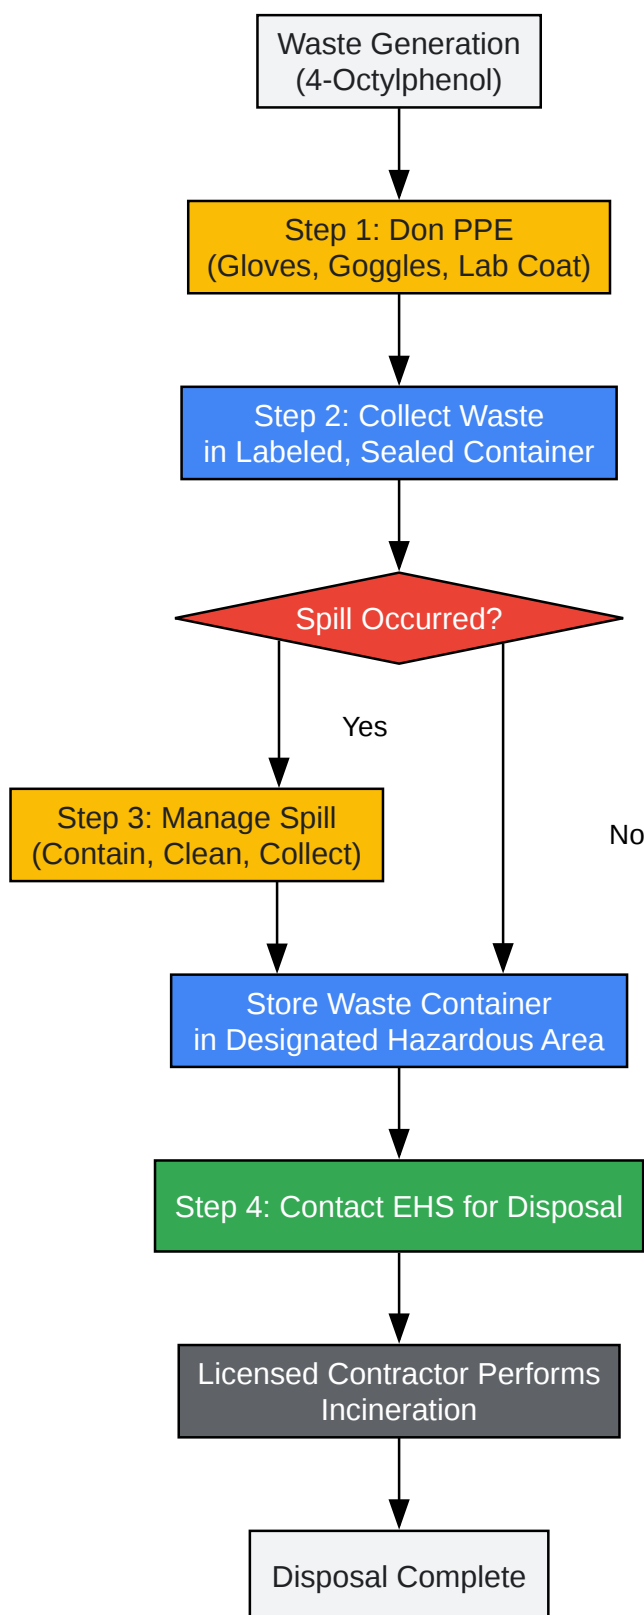 Waste Generation
(4-Octylphenol)
Step 1: Don PPE
(Gloves, Goggles, Lab Coat)
Step 2: Collect Waste
in Labeled, Sealed Container
Spill Occurred?
Yes
Step 3: Manage Spill
(Contain, Clean, Collect)
No
Store Waste Container
in Designated Hazardous Area
Step 4: Contact EHS for Disposal
Licensed Contractor Performs
Incineration
Disposal Complete